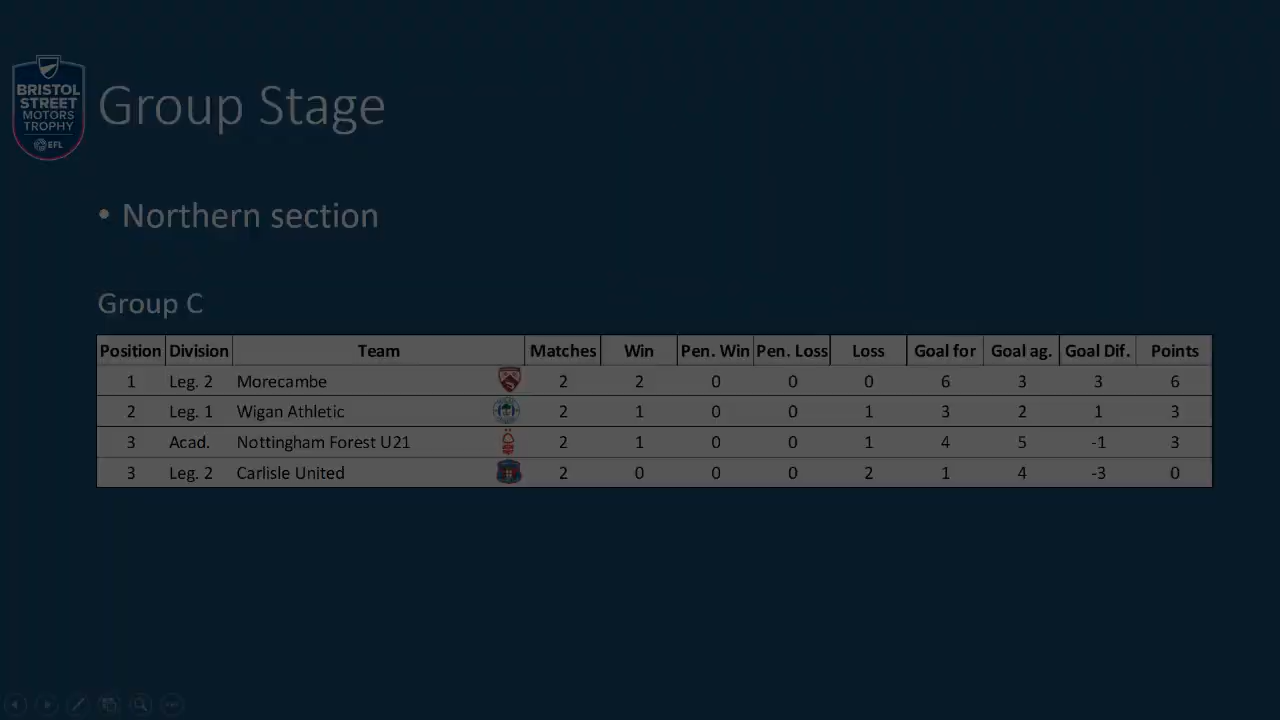 BRISTOL
STREET
MOTORS
TROPHY
EFL
Group Stage
• Northern section
Group C
Position Division Team Matches Win Pen. Win Pen. Loss Loss Goal for Goal ag. Goal Dif. Points
1 Leg. 2 Morecambe 2 2 0 0 0 6 3 3 6
2 Leg. 1 Wigan Athletic 2 1 0 0 1 3 2 1 3
3 Acad. Nottingham Forest U21 2 1 0 0 1 4 5 -1 3
3 Leg. 2 Carlisle United 2 0 0 0 2 1 4 -3 0